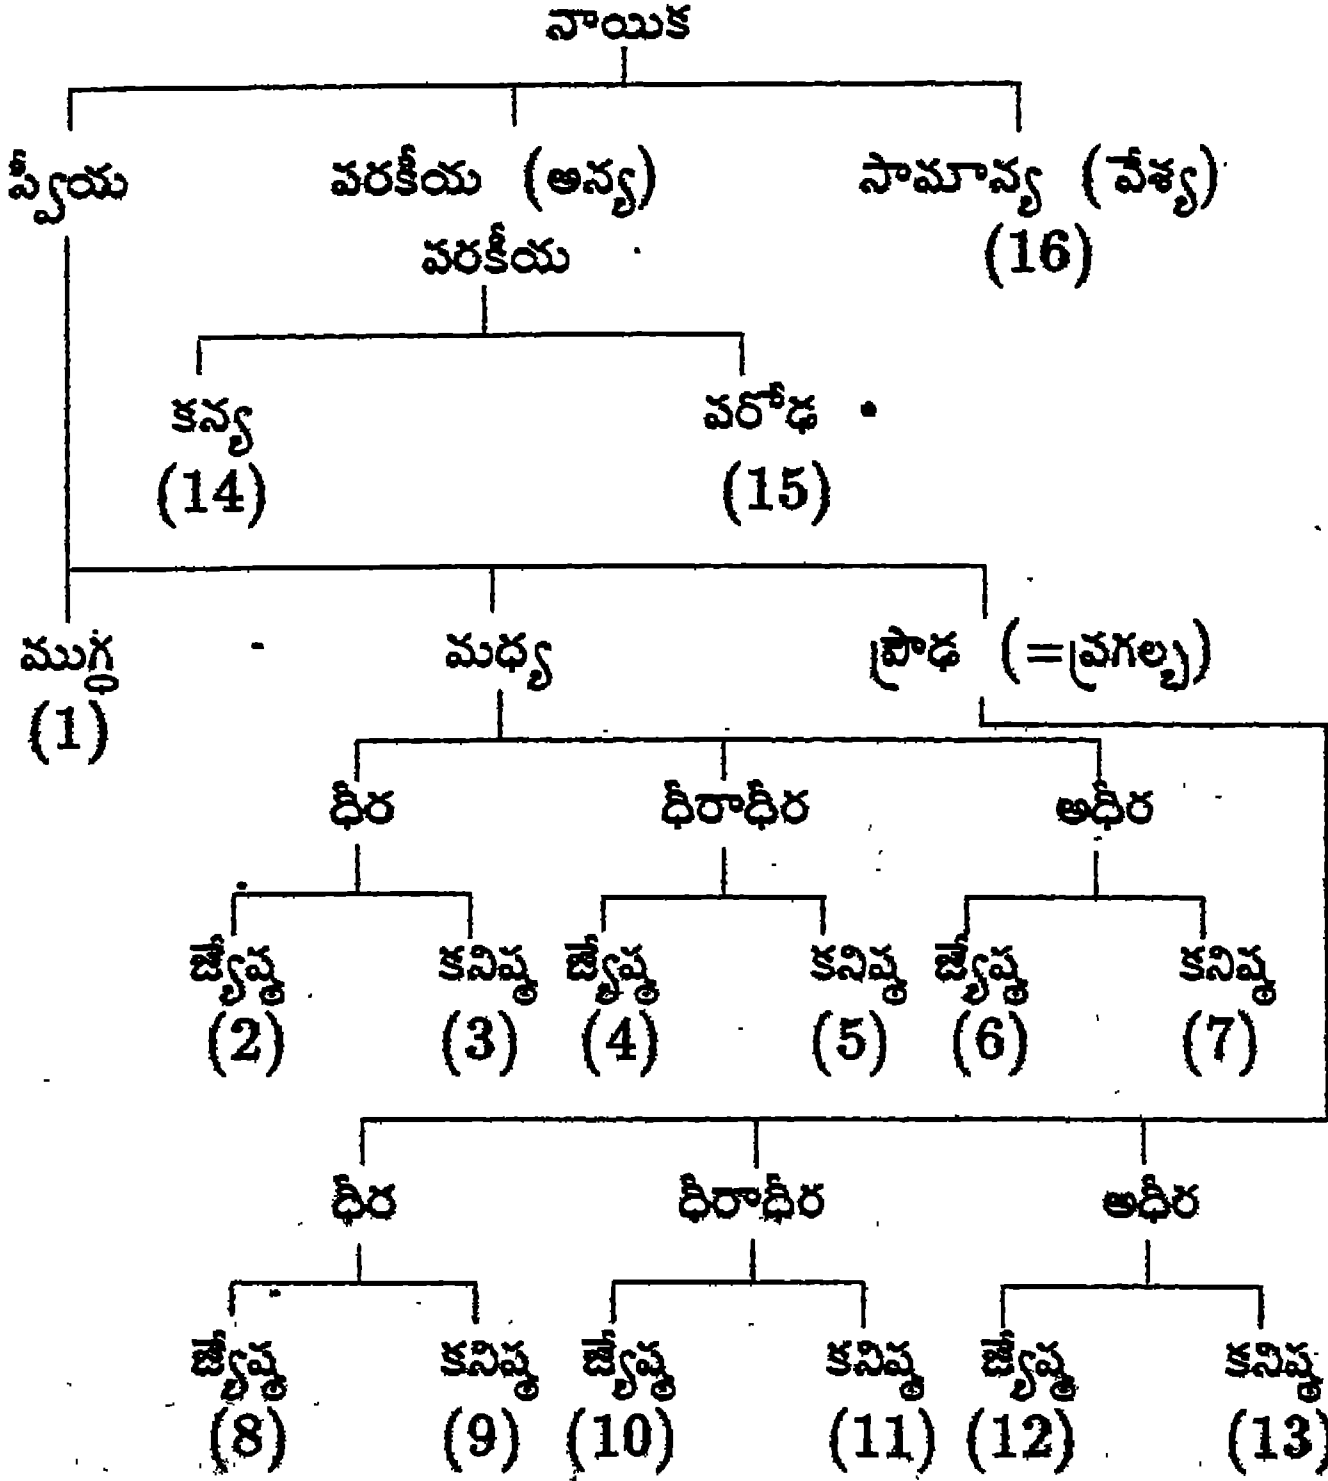 నాయిక
స్వీయ పరకీయ (అన్య) సామాన్య (వేశ్య)
(16)
పరకీయ
కన్య పరోఢ
(14) (15)
ముగ్ధ మధ్య ప్రౌఢ (=ప్రగల్భ)
(1)
ధీర ధీరాధీర అధీర
జ్యేష్ఠ కనిష్ఠ జ్యేష్ఠ కనిష్ఠ జ్యేష్ఠ కనిష్ఠ
(2) (3) (4) (5) (6) (7)
ధీర ధీరాధీర అధీర
జ్యేష్ఠ కనిష్ఠ జ్యేష్ఠ కనిష్ఠ జ్యేష్ఠ కనిష్ఠ
(8) (9) (10) (11) (12) (13)